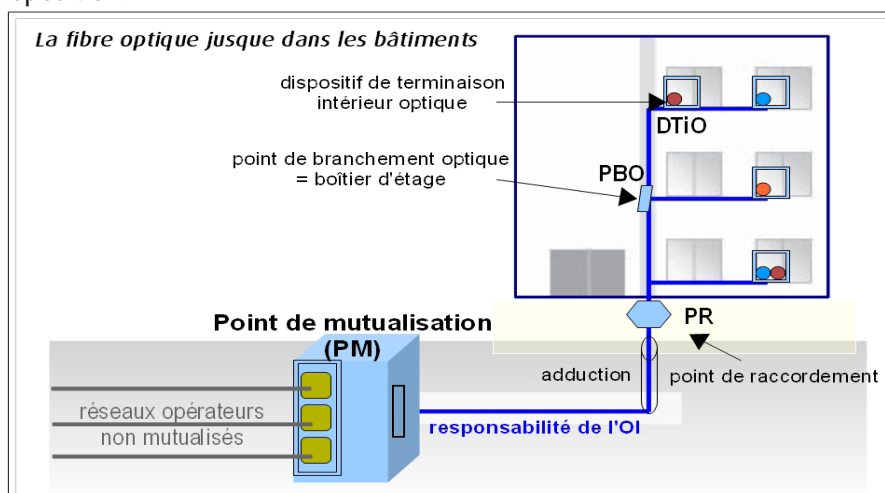 La fibre optique jusque dans les bâtiments
dispositif de terminaison
intérieur optique
DTiO
point de branchement optique
= boîtier d'étage
PBO
Point de mutualisation
(PM)
PR
adduction
point de raccordement
réseaux opérateurs
non mutualisés
responsabilité de l'OI